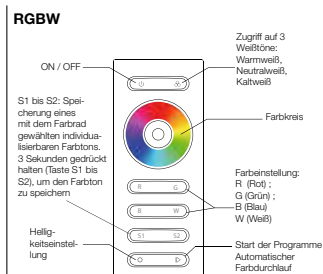 RGBW
ON / OFF
Zugriff auf 3
Weißtöne:
Warmweiß,
Neutralweiß,
Kaltweiß
S1 bis S2: Spei-
cherung eines
mit dem Farbrad
gewählten individua-
lisierbaren Farbtons.
3 Sekunden gedrückt
halten (Taste S1 bis
S2), um den Farbton
zu speichern
Farbkreis
R G
B W
S1 S2
Farbeinstellung:
R (Rot) ;
G (Grün) ;
B (Blau)
W (Weiß)
Hellig-
keitseinstel-
lung
Start der Programme
Automatischer
Farbdurchlauf